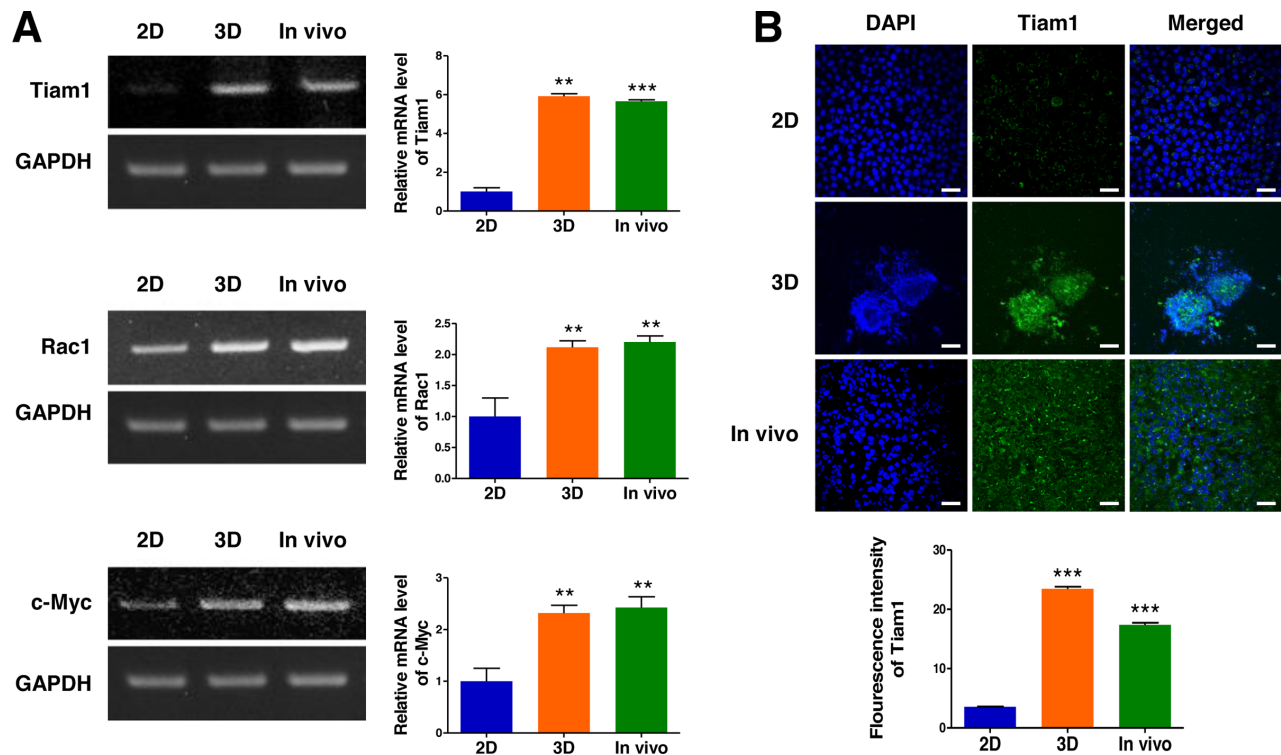 A
2D 3D In vivo
Tiam1
GAPDH
Relative mRNA level
of Tiam1
8
6
4
2
0
** ***
2D 3D In vivo
2D 3D In vivo
Rac1
GAPDH
Relative mRNA level
of Rac1
2.5
2.0
1.5
1.0
0.5
0.0
** **
2D 3D In vivo
2D 3D In vivo
c-Myc
GAPDH
Relative mRNA level
of c-Myc
3
2
1
0
** **
2D 3D In vivo
B
DAPI Tiam1 Merged
2D
3D
In vivo
Flourescence intensity
of Tiam1
30
20
10
0
*** ***
2D 3D In vivo